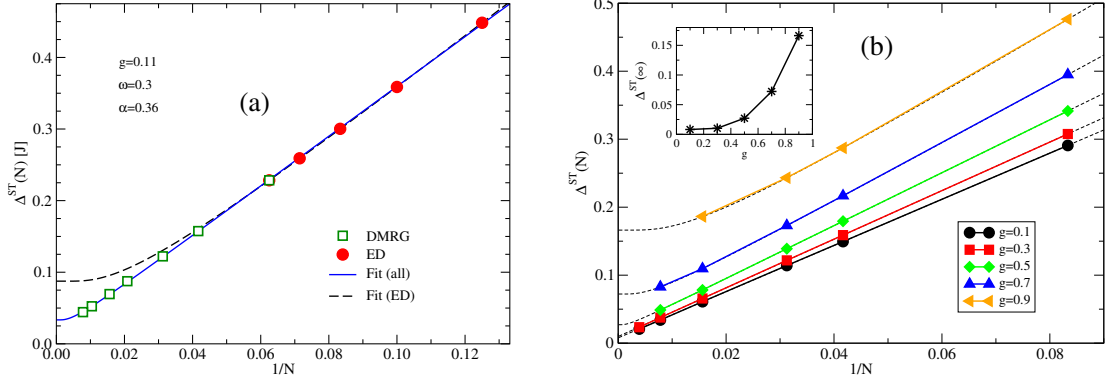 (a)
g=0.11
ω=0.3
α=0.36
Δ^ST(N) [J]
0.4
0.3
0.2
0.1
0.0
0.00 0.02 0.04 0.06 0.08 0.10 0.12
1/N
DMRG
ED
Fit (all)
Fit (ED)
(b)
Δ^ST(N)
0.5
0.4
0.3
0.2
0.1
0
0 0.02 0.04 0.06 0.08
1/N
Δ^ST(∞)
0.15
0.10
0.05
0
0 0.2 0.4 0.6 0.8 1
g
g=0.1
g=0.3
g=0.5
g=0.7
g=0.9